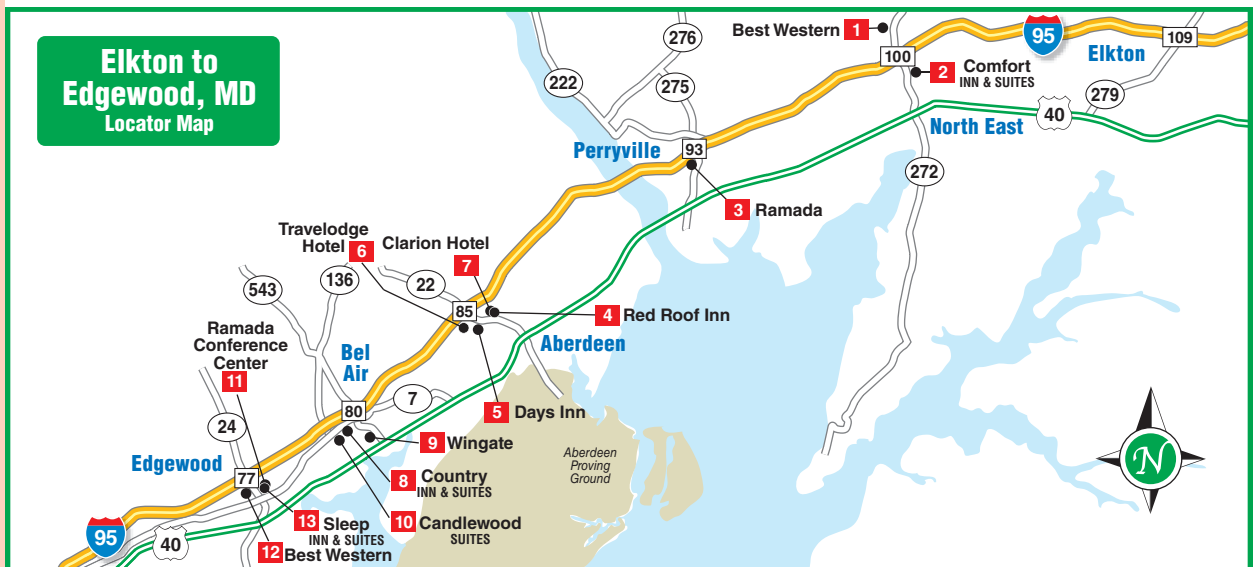 Elkton to
Edgewood, MD
Locator Map
276
222
275
Best Western 1
100
95
109
Elkton
2 Comfort
INN & SUITES
279
40
North East
Perryville
93
272
3 Ramada
Travelodge
Hotel 6
Clarion Hotel
7
136
22
543
85
4 Red Roof Inn
Aberdeen
Ramada
Conference
Center
11
Bel
Air
7
80
5 Days Inn
24
9 Wingate
Edgewood
77
8 Country
INN & SUITES
Aberdeen
Proving
Ground
N
10 Candlewood
SUITES
13 Sleep
INN & SUITES
12 Best Western
95
40